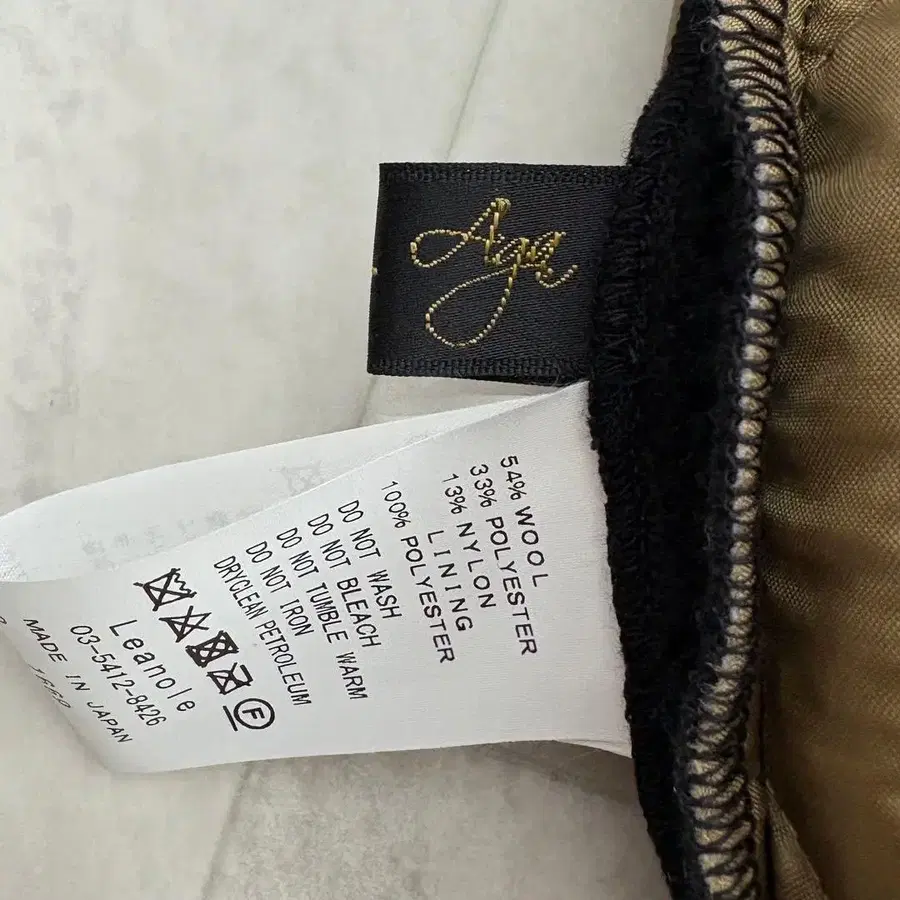 Aga
54% WOOL
33% POLYESTER
13% NYLON
LINING
100% POLYESTER
DO NOT WASH
DO NOT BLEACH
DO NOT TUMBLE WARM
DO NOT IRON
DRYCLEAN PETROLEUM
F
Leanole
03-5412-8426
MADE IN JAPAN